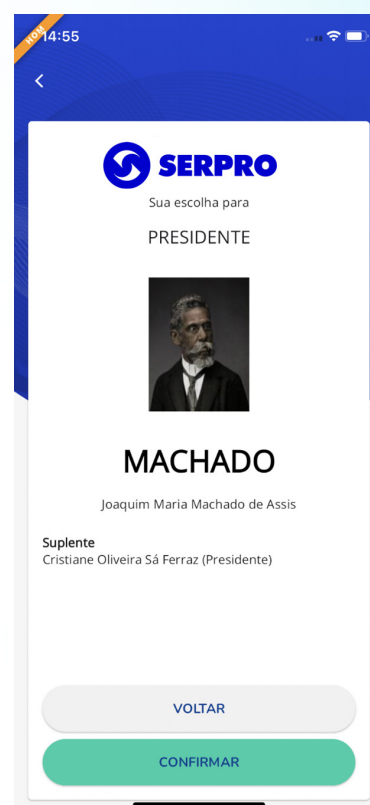 HOM
14:55
SERPRO
Sua escolha para
PRESIDENTE
MACHADO
Joaquim Maria Machado de Assis
Suplente
Cristiane Oliveira Sá Ferraz (Presidente)
VOLTAR
CONFIRMAR